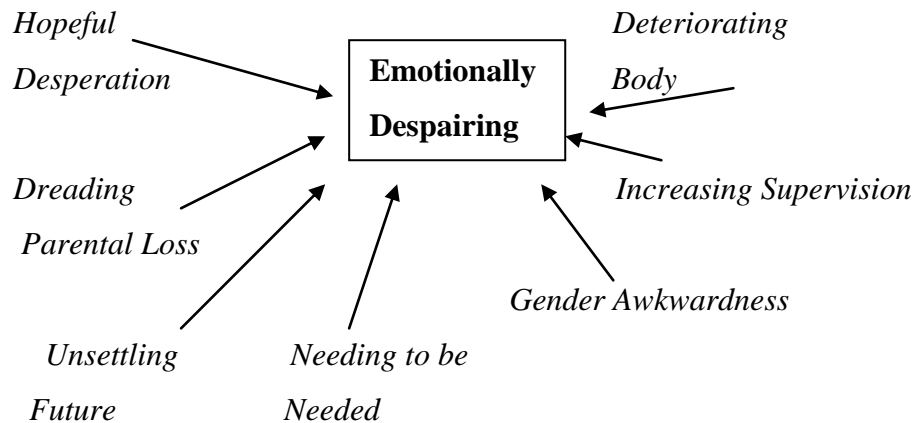 Hopeful
Desperation
Emotionally
Despairing
Deteriorating
Body
Dreading
Parental Loss
Increasing Supervision
Gender Awkwardness
Unsettling
Future
Needing to be
Needed